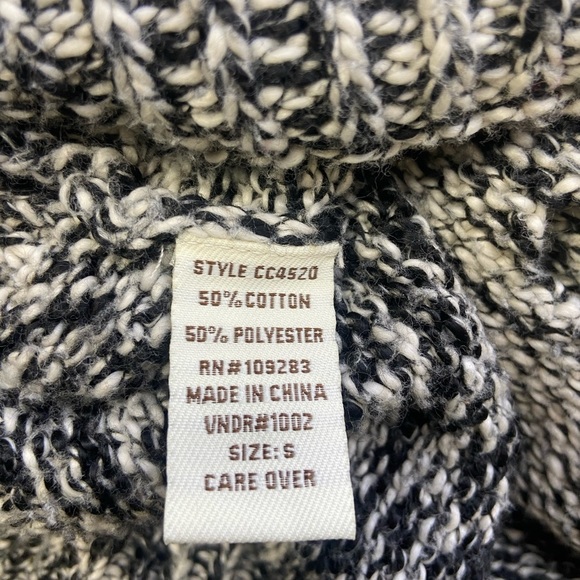 STYLE CC4520
50% COTTON
50% POLYESTER
RN#109283
MADE IN CHINA
VNDR#1002
SIZE: S
CARE OVER